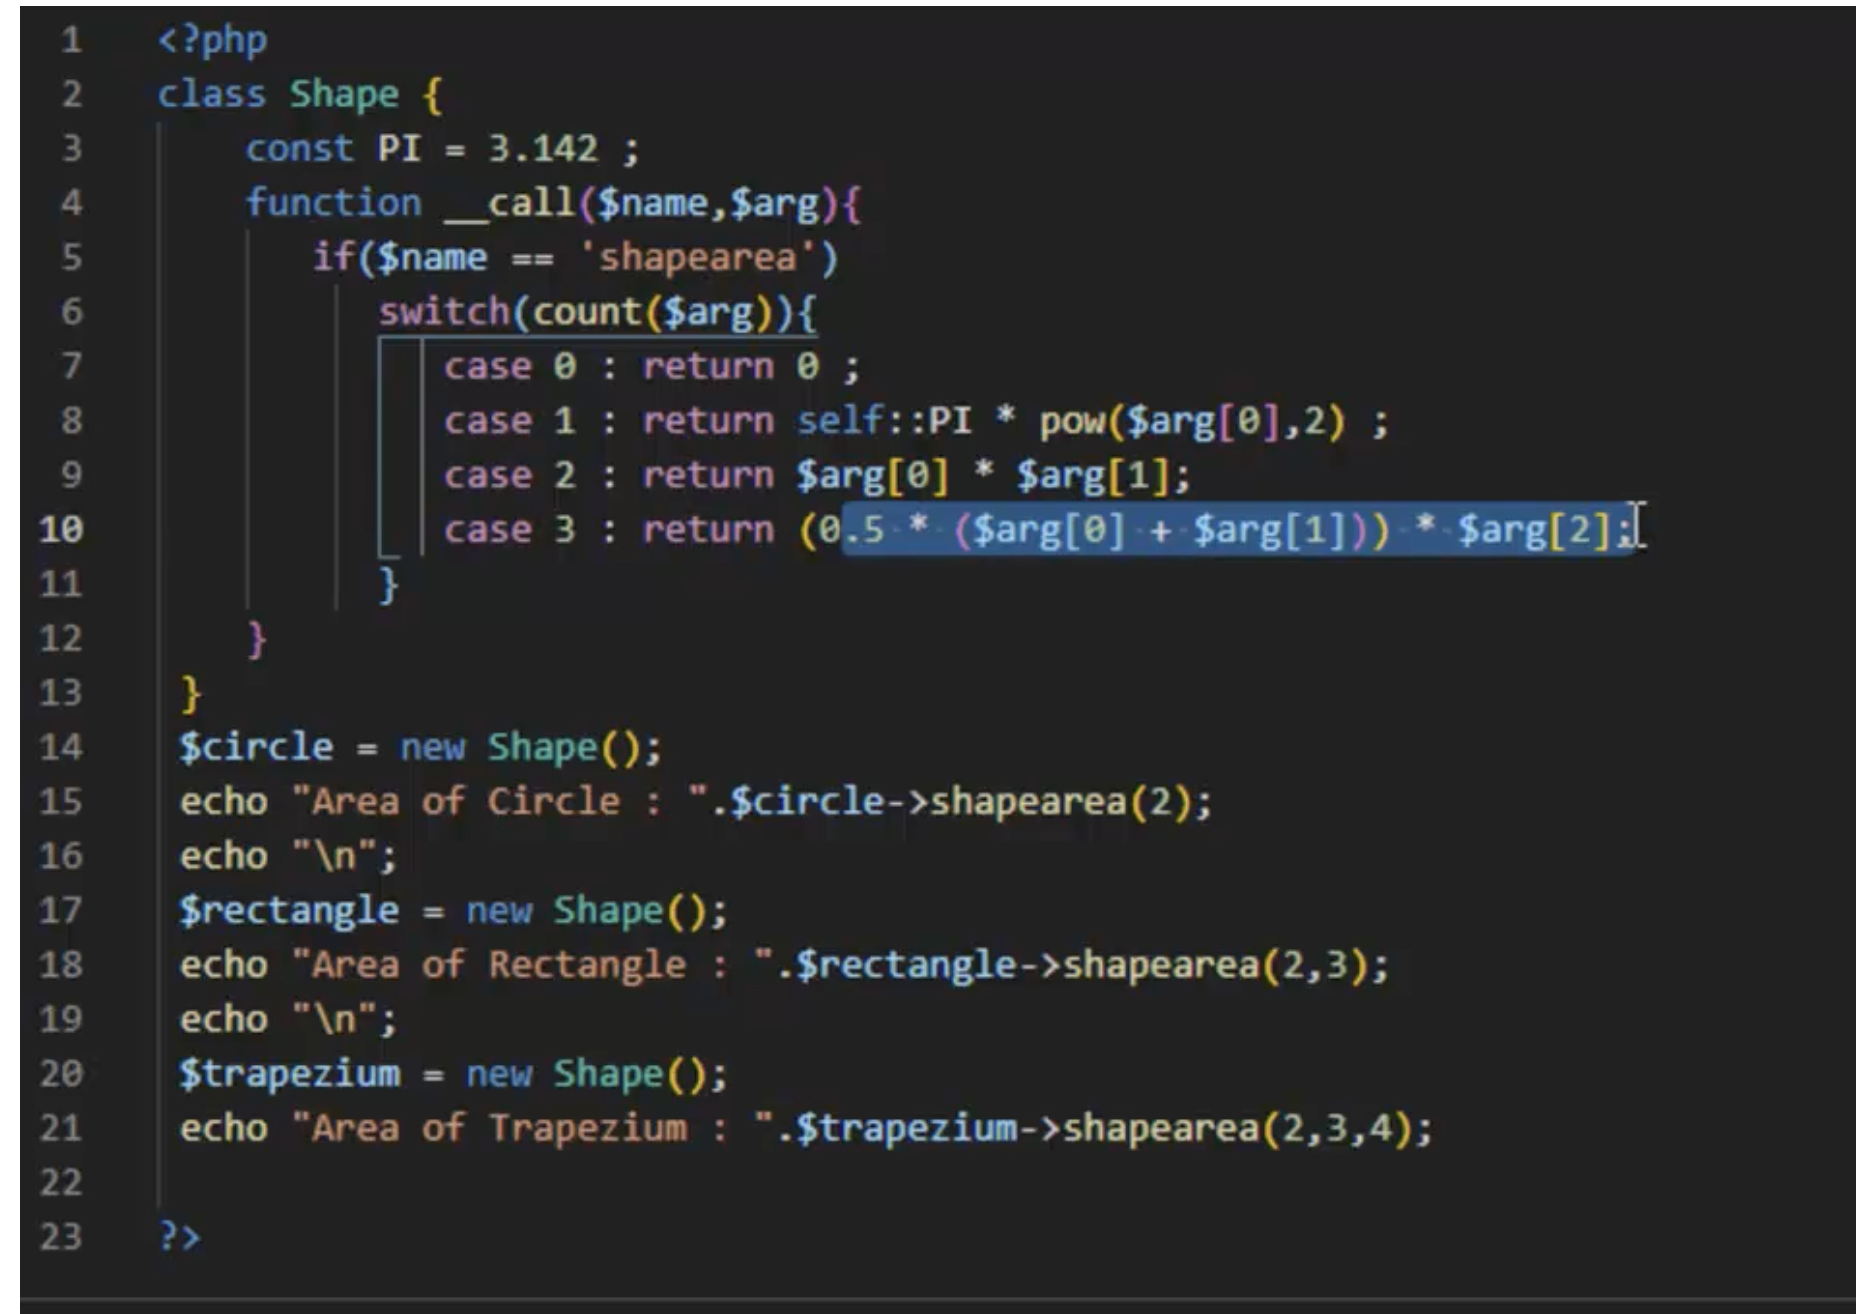 1 <?php
2 class Shape {
3 const PI = 3.142 ;
4 function __call($name,$arg){
5 if($name == 'shapearea')
6 switch(count($arg)){
7 case 0 : return 0 ;
8 case 1 : return self::PI * pow($arg[0],2) ;
9 case 2 : return $arg[0] * $arg[1];
10 case 3 : return (0.5 * ($arg[0] + $arg[1])) * $arg[2];
11 }
12 }
13 }
14 $circle = new Shape();
15 echo "Area of Circle : ".$circle->shapearea(2);
16 echo "\n";
17 $rectangle = new Shape();
18 echo "Area of Rectangle : ".$rectangle->shapearea(2,3);
19 echo "\n";
20 $trapezium = new Shape();
21 echo "Area of Trapezium : ".$trapezium->shapearea(2,3,4);
22
23 ?>